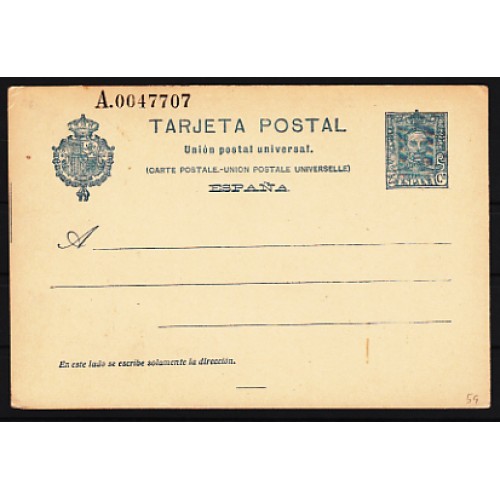 A.0047707
TARJETA POSTAL
Unión postal universal.
(CARTE POSTALE.-UNION POSTALE UNIVERSELLE)
ESPAÑA.
A
En este lado se escribe solamente la dirección.
59